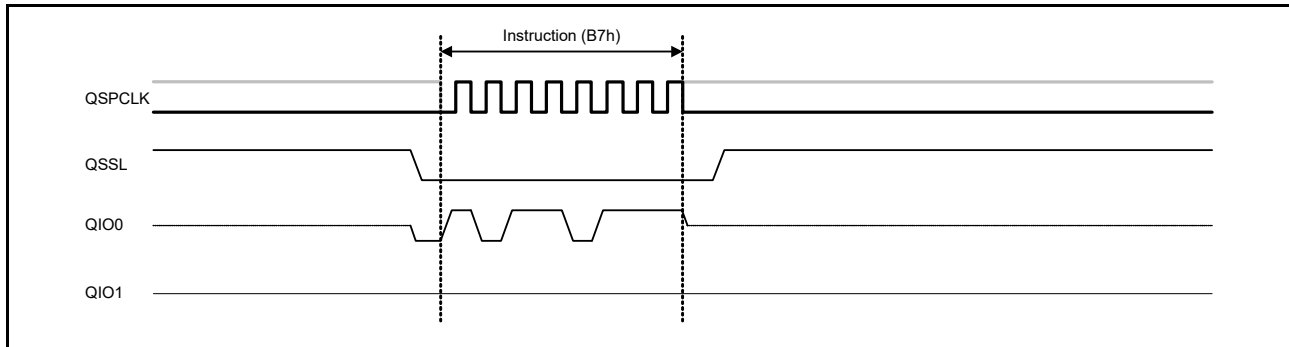 Instruction (B7h)
QSPCLK
QSSL
QIO0
QIO1